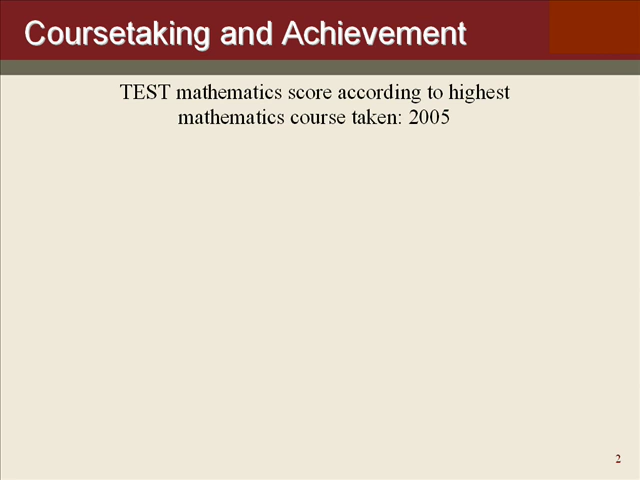 Coursetaking and Achievement
TEST mathematics score according to highest
mathematics course taken: 2005
2